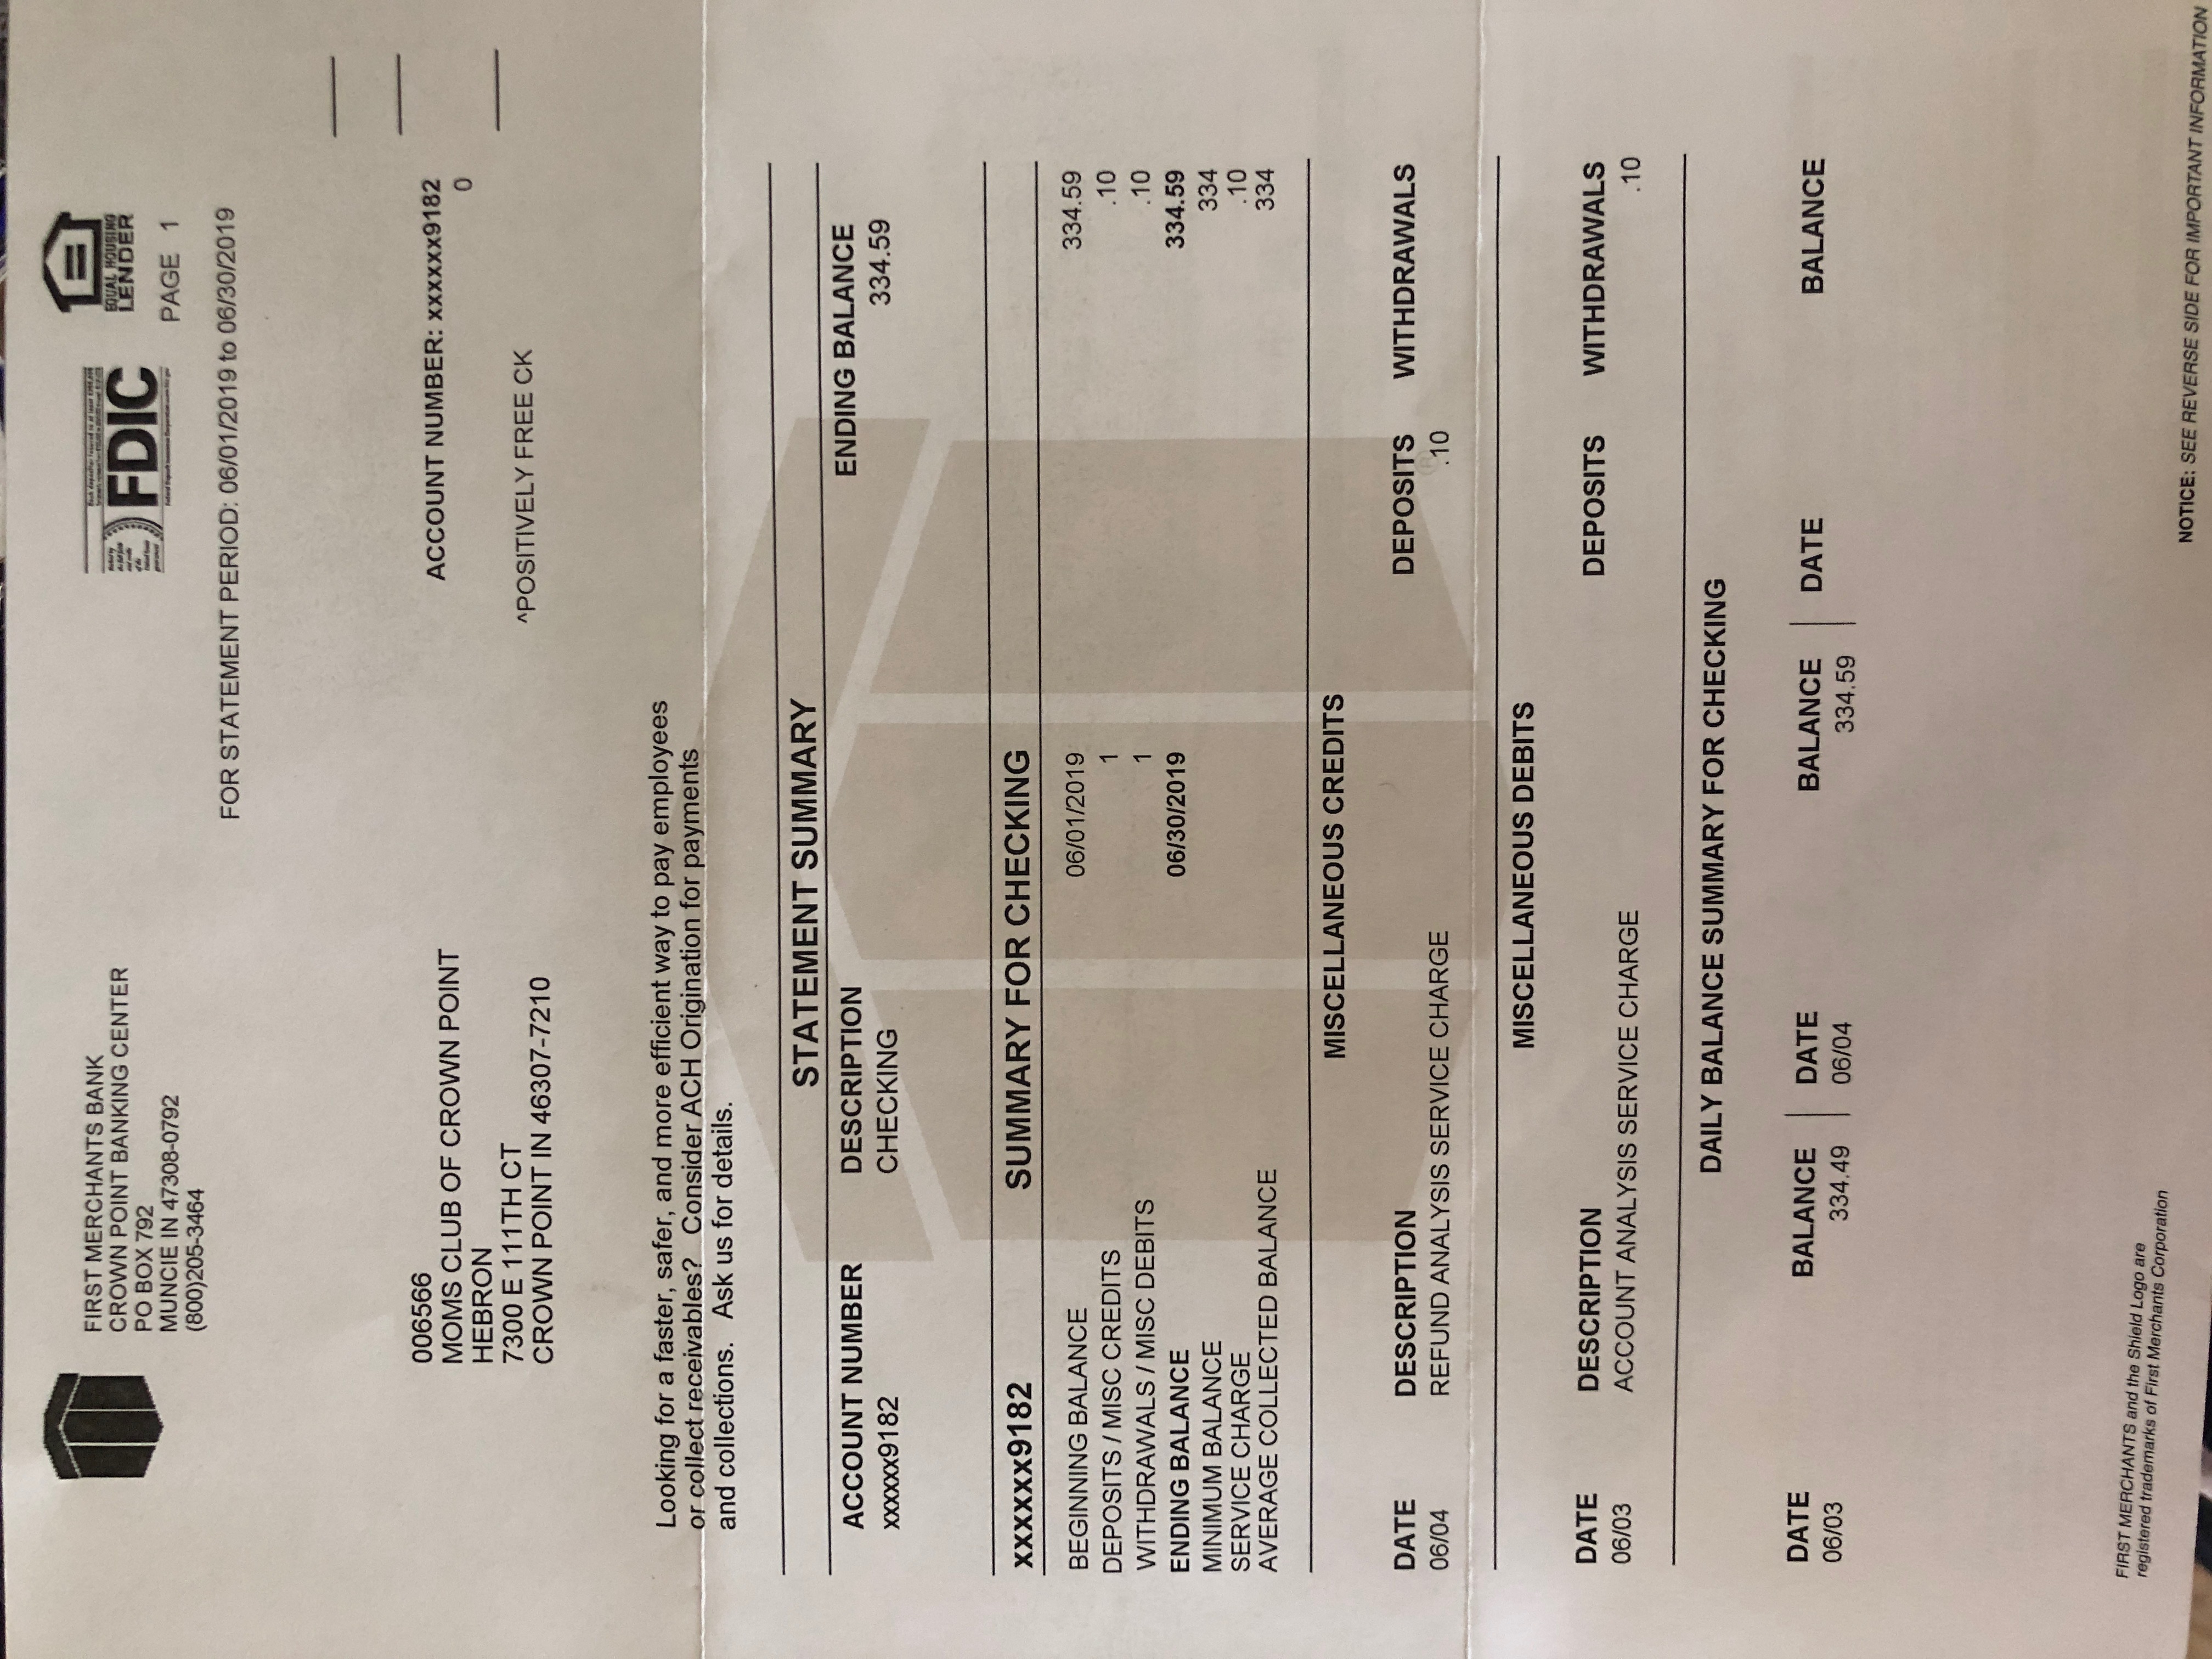 FIRST MERCHANTS BANK
CROWN POINT BANKING CENTER
PO BOX 792
MUNCIE IN 47308-0792
(800)205-3464
FDIC
EQUAL HOUSING
LENDER
PAGE 1
FOR STATEMENT PERIOD: 06/01/2019 to 06/30/2019
006566
MOMS CLUB OF CROWN POINT
HEBRON
7300 E 111TH CT
CROWN POINT IN 46307-7210
ACCOUNT NUMBER: xxxxxx9182
0
^POSITIVELY FREE CK
Looking for a faster, safer, and more efficient way to pay employees
or collect receivables? Consider ACH Origination for payments
and collections. Ask us for details.
STATEMENT SUMMARY
ACCOUNT NUMBER DESCRIPTION ENDING BALANCE
xxxxxx9182 CHECKING 334.59
xxxxxx9182 SUMMARY FOR CHECKING
BEGINNING BALANCE 06/01/2019 334.59
DEPOSITS / MISC CREDITS 1 .10
WITHDRAWALS / MISC DEBITS 1 .10
ENDING BALANCE 06/30/2019 334.59
MINIMUM BALANCE 334
SERVICE CHARGE .10
AVERAGE COLLECTED BALANCE 334
MISCELLANEOUS CREDITS
DATE DESCRIPTION DEPOSITS WITHDRAWALS
06/04 REFUND ANALYSIS SERVICE CHARGE .10
®
MISCELLANEOUS DEBITS
DATE DESCRIPTION DEPOSITS WITHDRAWALS
06/03 ACCOUNT ANALYSIS SERVICE CHARGE .10
DAILY BALANCE SUMMARY FOR CHECKING
DATE BALANCE DATE BALANCE DATE BALANCE
06/03 334.49 06/04 334.59
FIRST MERCHANTS and the Shield Logo are
registered trademarks of First Merchants Corporation
NOTICE: SEE REVERSE SIDE FOR IMPORTANT INFORMATION